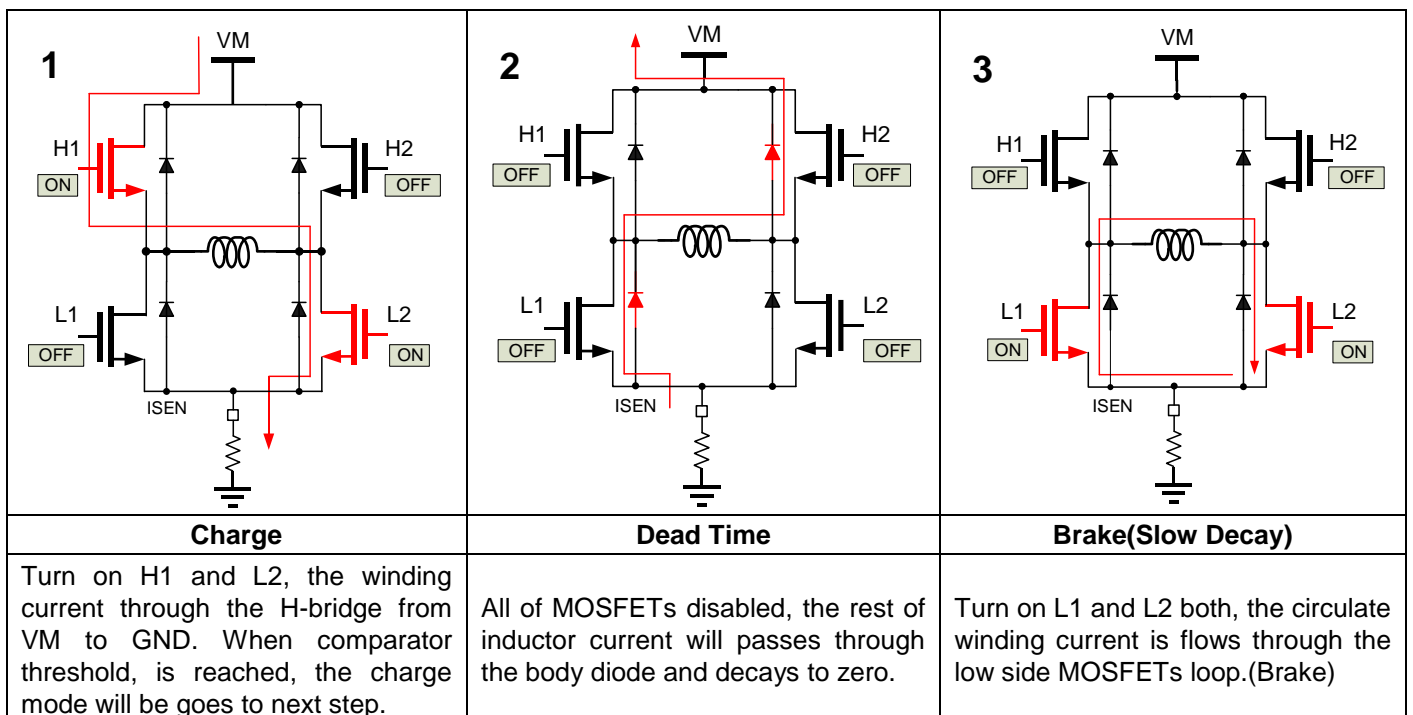 1
VM
H1
ON
H2
OFF
L1
OFF
L2
ON
ISEN
2
VM
H1
OFF
H2
OFF
L1
OFF
L2
OFF
ISEN
3
VM
H1
OFF
H2
OFF
L1
ON
L2
ON
ISEN
Charge
Dead Time
Brake(Slow Decay)
Turn on H1 and L2, the winding
current through the H-bridge from
VM to GND. When comparator
threshold, is reached, the charge
mode will be goes to next step.
All of MOSFETs disabled, the rest of
inductor current will passes through
the body diode and decays to zero.
Turn on L1 and L2 both, the circulate
winding current is flows through the
low side MOSFETs loop.(Brake)